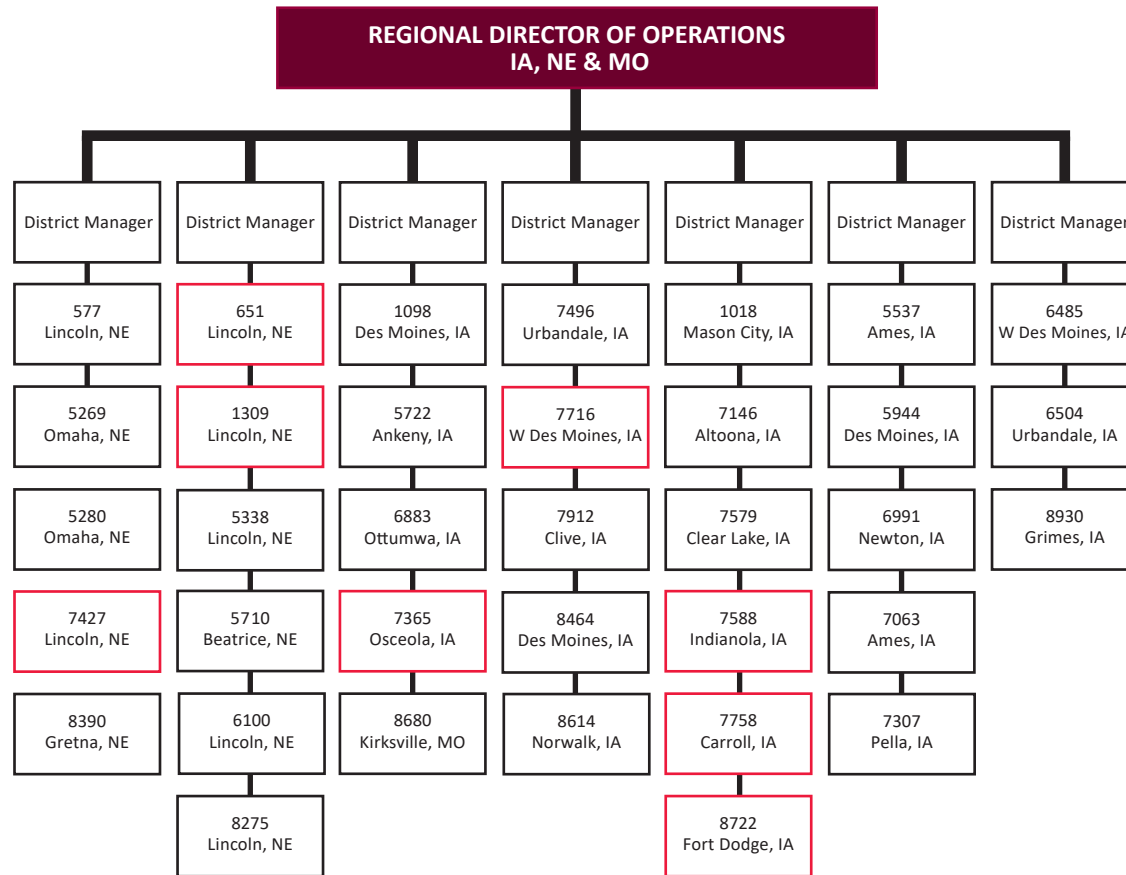 REGIONAL DIRECTOR OF OPERATIONS
IA, NE & MO
District Manager
577
Lincoln, NE
5269
Omaha, NE
5280
Omaha, NE
7427
Lincoln, NE
8390
Gretna, NE
District Manager
651
Lincoln, NE
1309
Lincoln, NE
5338
Lincoln, NE
5710
Beatrice, NE
6100
Lincoln, NE
8275
Lincoln, NE
District Manager
1098
Des Moines, IA
5722
Ankeny, IA
6883
Ottumwa, IA
7365
Osceola, IA
8680
Kirksville, MO
District Manager
7496
Urbandale, IA
7716
W Des Moines, IA
7912
Clive, IA
8464
Des Moines, IA
8614
Norwalk, IA
District Manager
1018
Mason City, IA
7146
Altoona, IA
7579
Clear Lake, IA
7588
Indianola, IA
7758
Carroll, IA
8722
Fort Dodge, IA
District Manager
5537
Ames, IA
5944
Des Moines, IA
6991
Newton, IA
7063
Ames, IA
7307
Pella, IA
District Manager
6485
W Des Moines, IA
6504
Urbandale, IA
8930
Grimes, IA